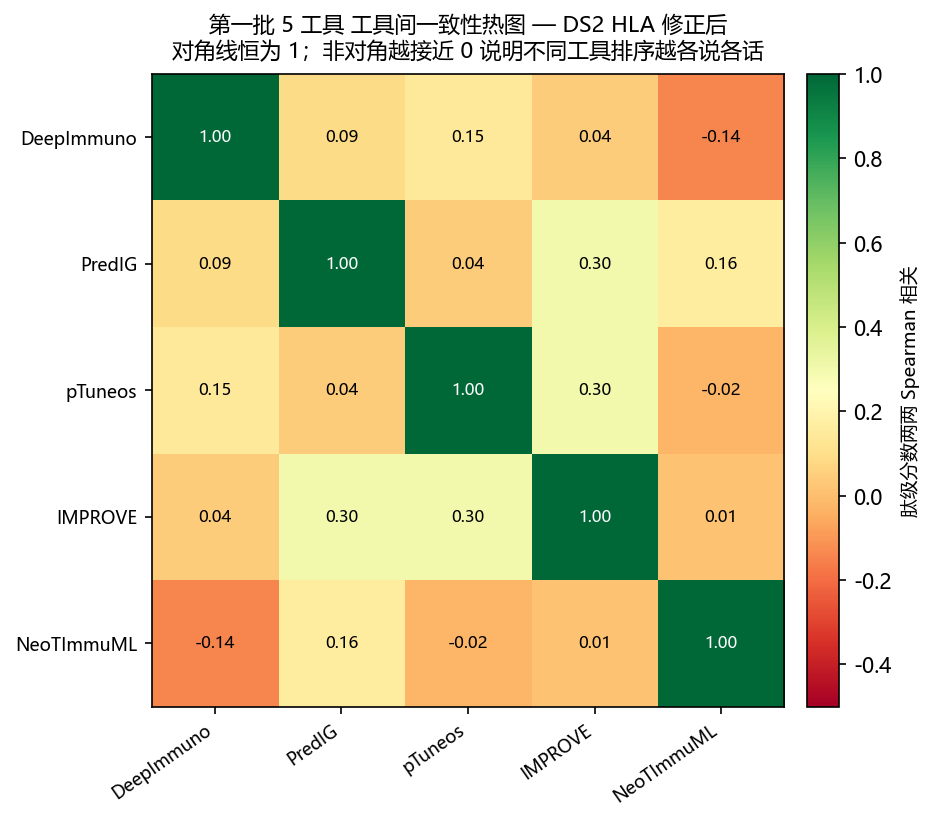 第一批 5 工具 工具间一致性热图 — DS2 HLA 修正后
对角线恒为 1；非对角越接近 0 说明不同工具排序越各说各话
DeepImmuno 1.00 0.09 0.15 0.04 -0.14
PredIG 0.09 1.00 0.04 0.30 0.16
pTuneos 0.15 0.04 1.00 0.30 -0.02
IMPROVE 0.04 0.30 0.30 1.00 0.01
NeoTImmuML -0.14 0.16 -0.02 0.01 1.00
DeepImmuno PredIG pTuneos IMPROVE NeoTImmuML
1.0
0.8
0.6
0.4
0.2
0.0
-0.2
-0.4
肽级分数两两 Spearman 相关